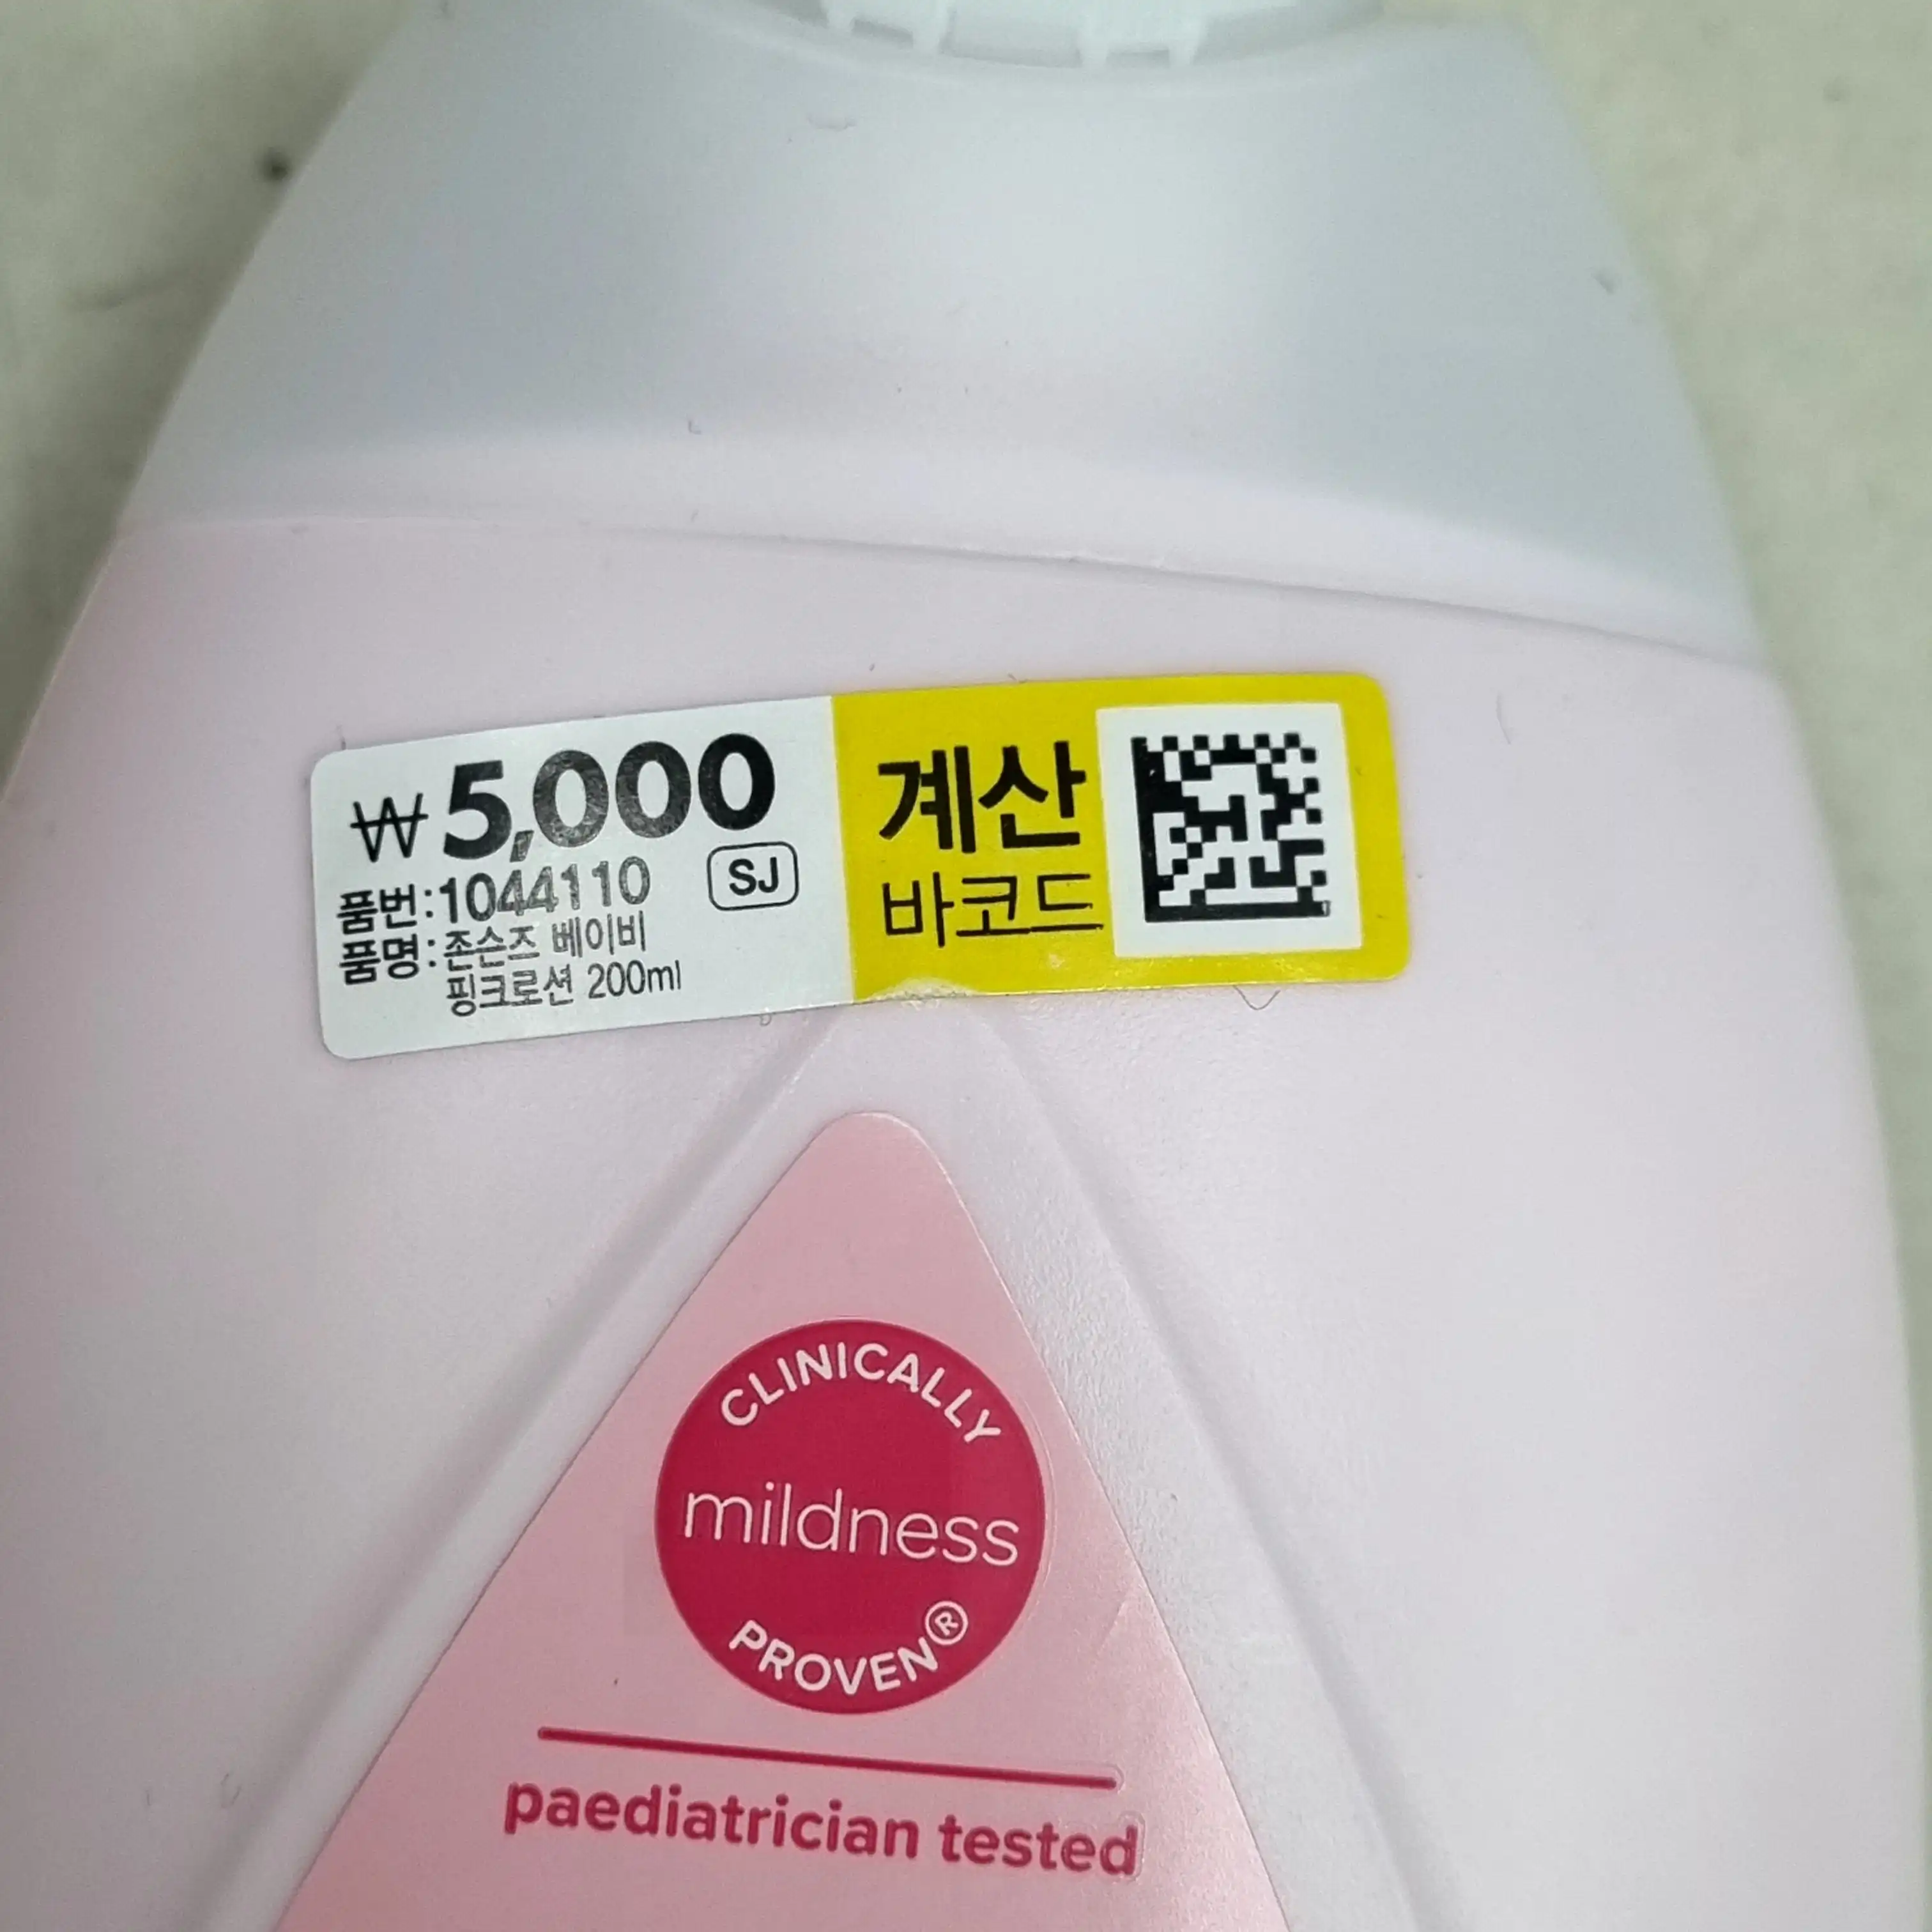 ₩5,000
품번:1044110 SJ
품명:존슨즈 베이비
핑크로션 200ml
계산
바코드
CLINICALLY
mildness
PROVEN®
paediatrician tested